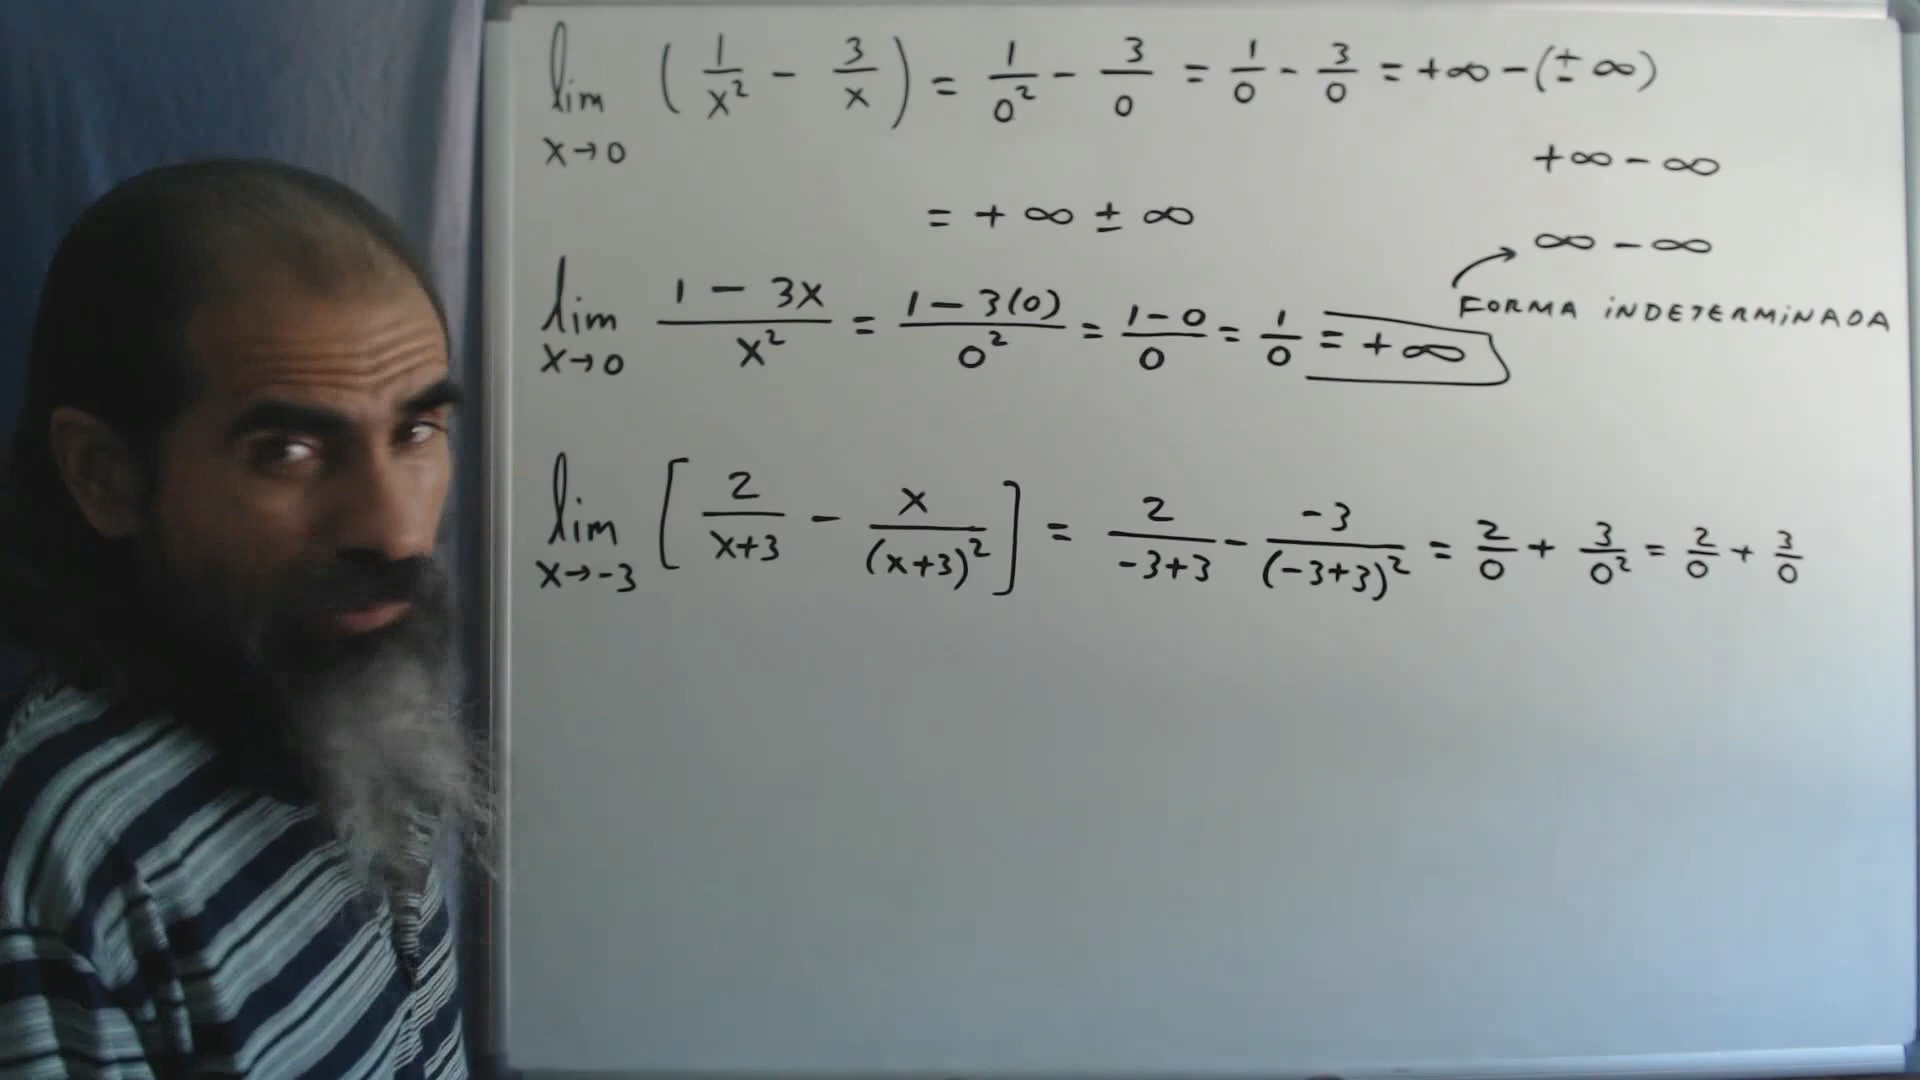 lim x→0 ( 1/x² - 3/x ) = 1/0² - 3/0 = 1/0 - 3/0 = +∞ - (± ∞)
+∞ - ∞
= + ∞ ± ∞
∞ - ∞
FORMA INDETERMINADA
lim x→0 (1 - 3x)/x² = (1 - 3(0))/0² = (1 - 0)/0 = 1/0 = + ∞
lim x→-3 [ 2/(x+3) - x/(x+3)² ] = 2/(-3+3) - -3/(-3+3)² = 2/0 + 3/0² = 2/0 + 3/0